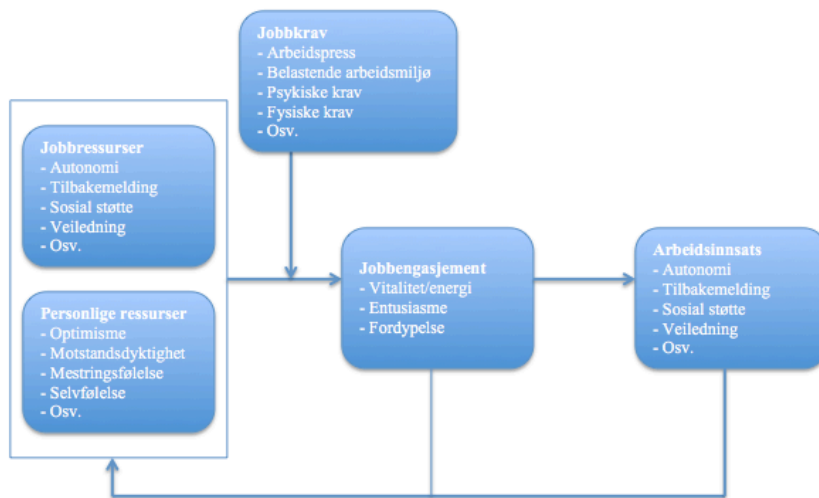 Jobbkrav
- Arbeidspress
- Belastende arbeidsmiljø
- Psykiske krav
- Fysiske krav
- Osv.
Jobbressurser
- Autonomi
- Tilbakemelding
- Sosial støtte
- Veiledning
- Osv.
Personlige ressurser
- Optimisme
- Motstandsdyktighet
- Mestringsfølelse
- Selvfølelse
- Osv.
Jobbengasjement
- Vitalitet/energi
- Entusiasme
- Fordypelse
Arbeidsinnsats
- Autonomi
- Tilbakemelding
- Sosial støtte
- Veiledning
- Osv.